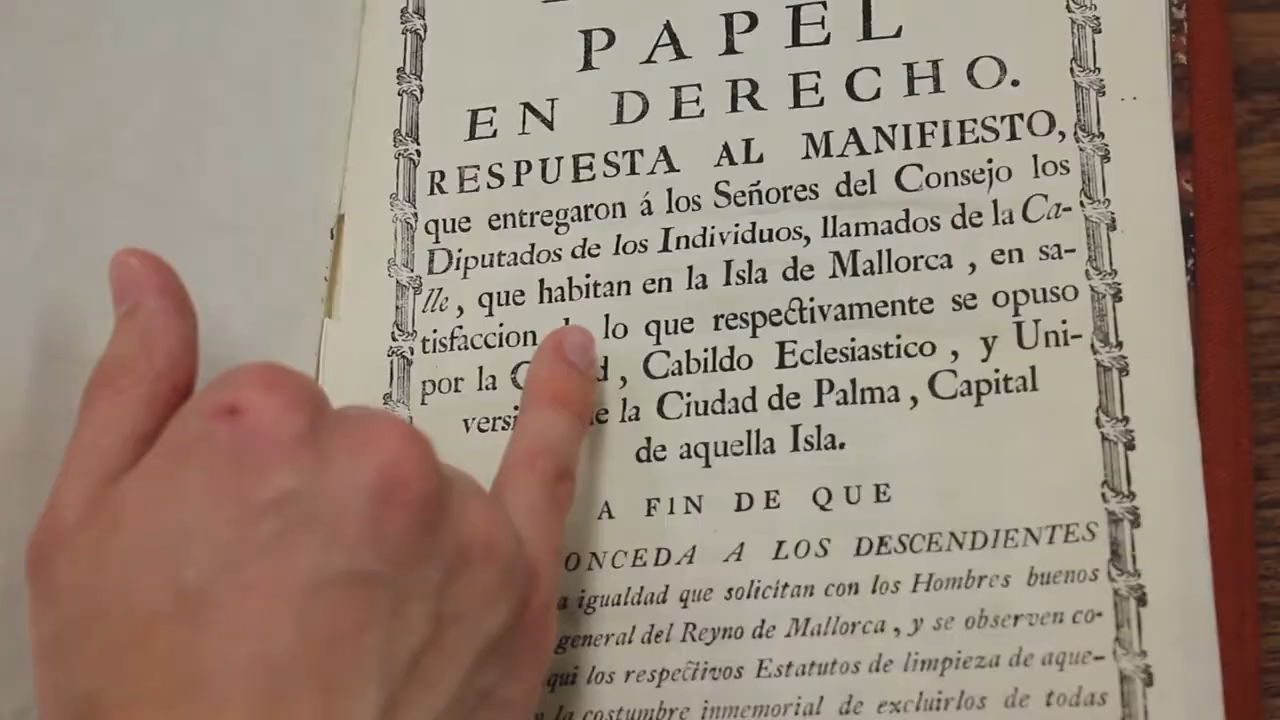 PAPEL
EN DERECHO.
RESPUESTA AL MANIFIESTO,
que entregaron á los Señores del Consejo los
Diputados de los Individuos, llamados de la Ca-
lle, que habitan en la Isla de Mallorca, en sa-
tisfaccion lo que respectivamente se opuso
por la , Cabildo Eclesiastico, y Uni-
versi la Ciudad de Palma, Capital
de aquella Isla.
A FIN DE QUE
ONCEDA A LOS DESCENDIENTES
a igualdad que solicitan con los Hombres buenos
general del Reyno de Mallorca, y se observen co-
qui los respectivos Estatutos de limpieza de aque-
la costumbre inmemorial de excluirlos de todas